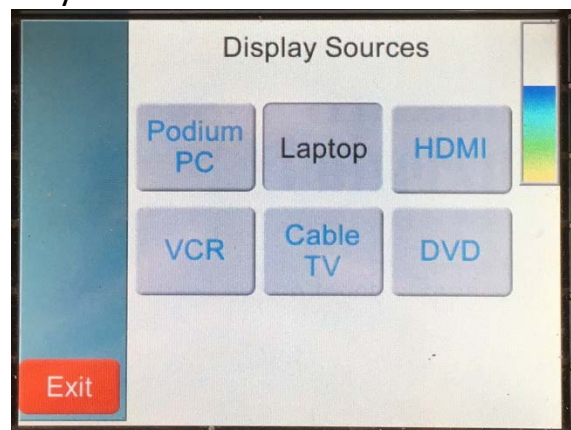 Display Sources
Podium
PC
Laptop
HDMI
VCR
Cable
TV
DVD
Exit